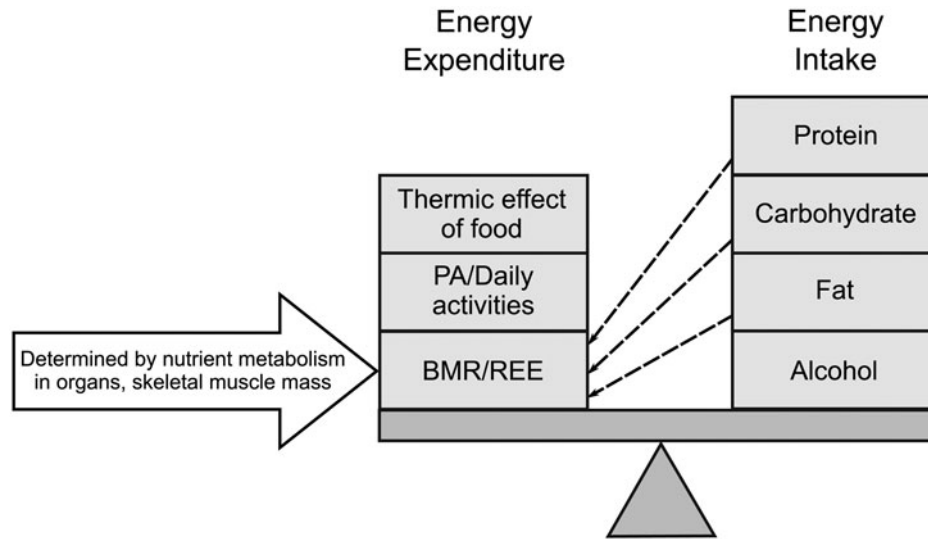 Energy
Expenditure
Energy
Intake
Thermic effect
of food
PA/Daily
activities
BMR/REE
Protein
Carbohydrate
Fat
Alcohol
Determined by nutrient metabolism
in organs, skeletal muscle mass